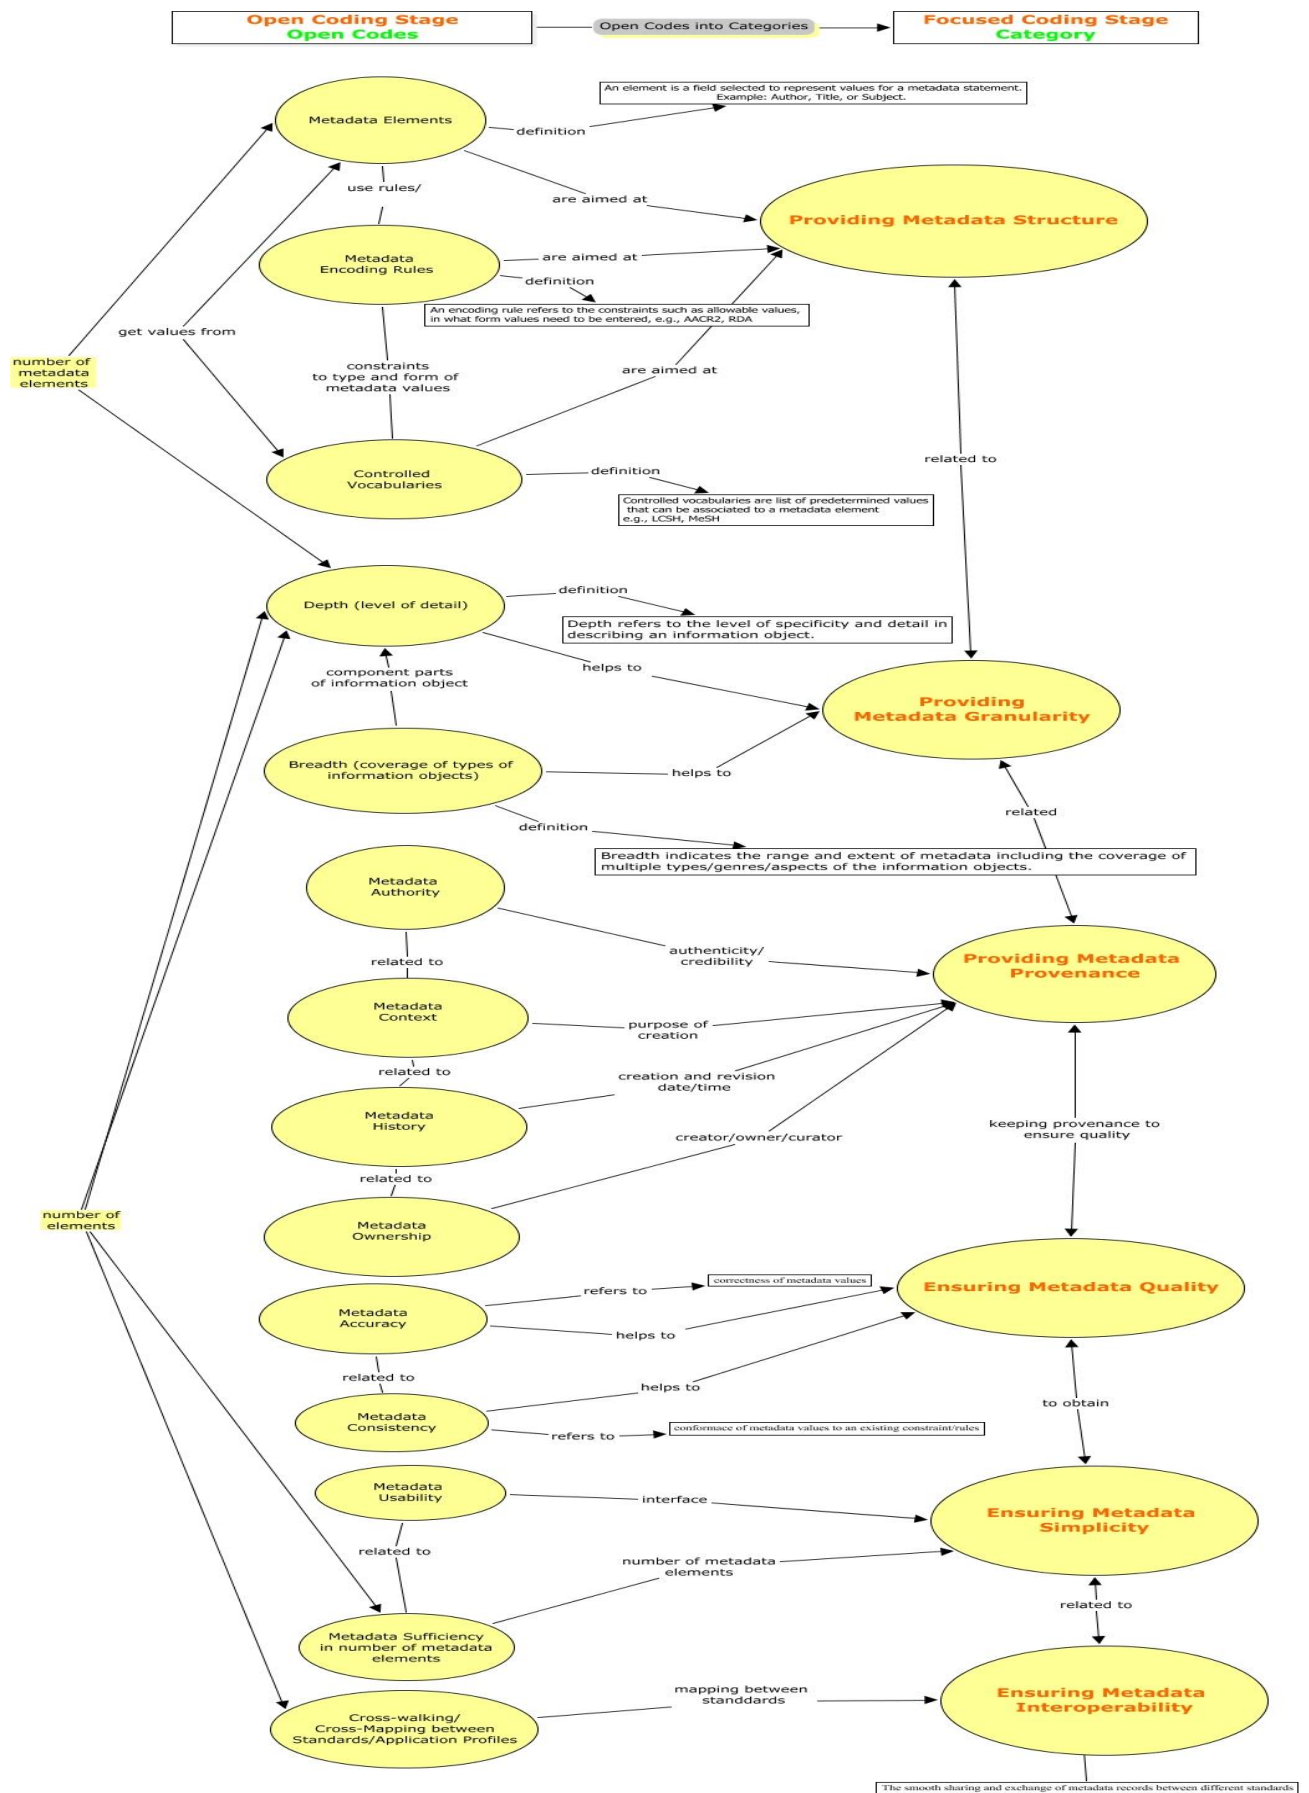 Open Coding Stage
Open Codes
Open Codes into Categories
Focused Coding Stage
Category
An element is a field selected to represent values for a metadata statement.
Example: Author, Title, or Subject.
Metadata Elements
definition
use rules/
are aimed at
Providing Metadata Structure
Metadata
Encoding Rules
are aimed at
definition
An encoding rule refers to the constraints such as allowable values,
in what form values need to be entered, e.g., AACR2, RDA
get values from
number of
metadata
elements
constraints
to type and form of
metadata values
are aimed at
related to
Controlled
Vocabularies
definition
Controlled vocabularies are list of predetermined values
that can be associated to a metadata element
e.g., LCSH, MeSH
Depth (level of detail)
definition
Depth refers to the level of specificity and detail in
describing an information object.
component parts
of information object
helps to
Providing
Metadata Granularity
Breadth (coverage of types of
information objects)
helps to
related
definition
Breadth indicates the range and extent of metadata including the coverage of
multiple types/genres/aspects of the information objects.
Metadata
Authority
authenticity/
credibility
Providing Metadata
Provenance
related to
Metadata
Context
purpose of
creation
related to
creation and revision
date/time
Metadata
History
creator/owner/curator
keeping provenance to
ensure quality
related to
number of
elements
Metadata
Ownership
refers to
correctness of metadata values
Ensuring Metadata Quality
Metadata
Accuracy
helps to
related to
helps to
to obtain
Metadata
Consistency
refers to
conformace of metadata values to an existing constraint/rules
Metadata
Usability
interface
Ensuring Metadata
Simplicity
related to
number of metadata
elements
related to
Metadata Sufficiency
in number of metadata
elements
mapping between
standdards
Ensuring Metadata
Interoperability
Cross-walking/
Cross-Mapping between
Standards/Application Profiles
The smooth sharing and exchange of metadata records between different standards